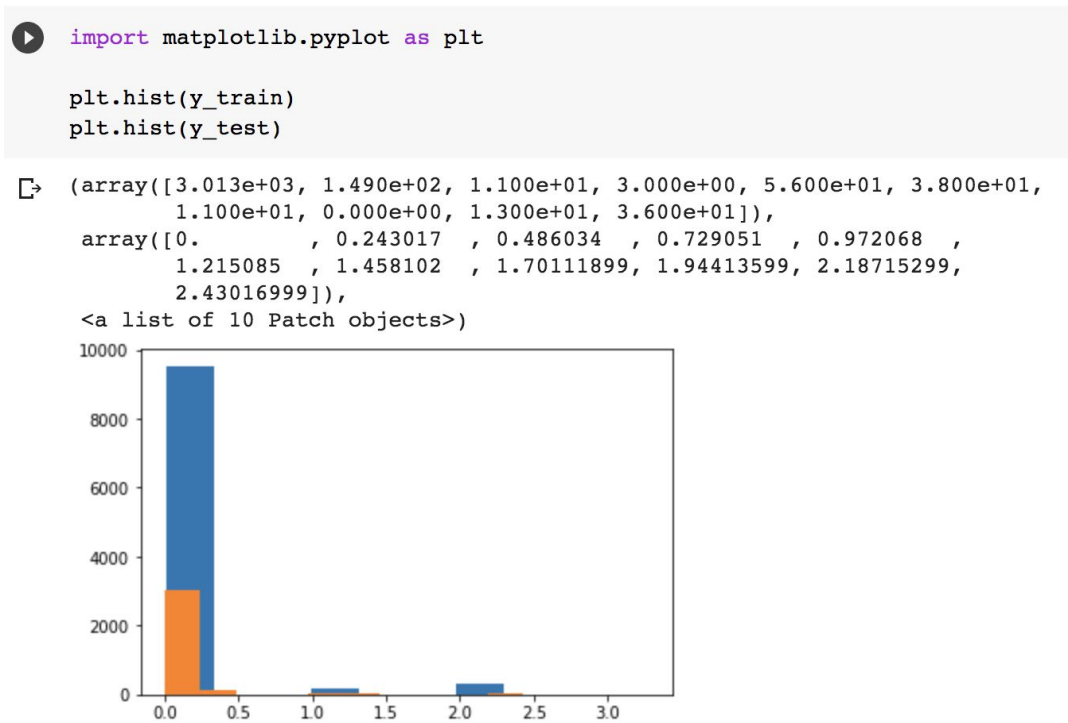 import matplotlib.pyplot as plt
plt.hist(y_train)
plt.hist(y_test)
(array([3.013e+03, 1.490e+02, 1.100e+01, 3.000e+00, 5.600e+01, 3.800e+01,
1.100e+01, 0.000e+00, 1.300e+01, 3.600e+01]),
array([0.        , 0.243017  , 0.486034  , 0.729051  , 0.972068  ,
1.215085  , 1.458102  , 1.70111899, 1.94413599, 2.18715299,
2.43016999]),
<a list of 10 Patch objects>)
10000
8000
6000
4000
2000
0
0.0 0.5 1.0 1.5 2.0 2.5 3.0